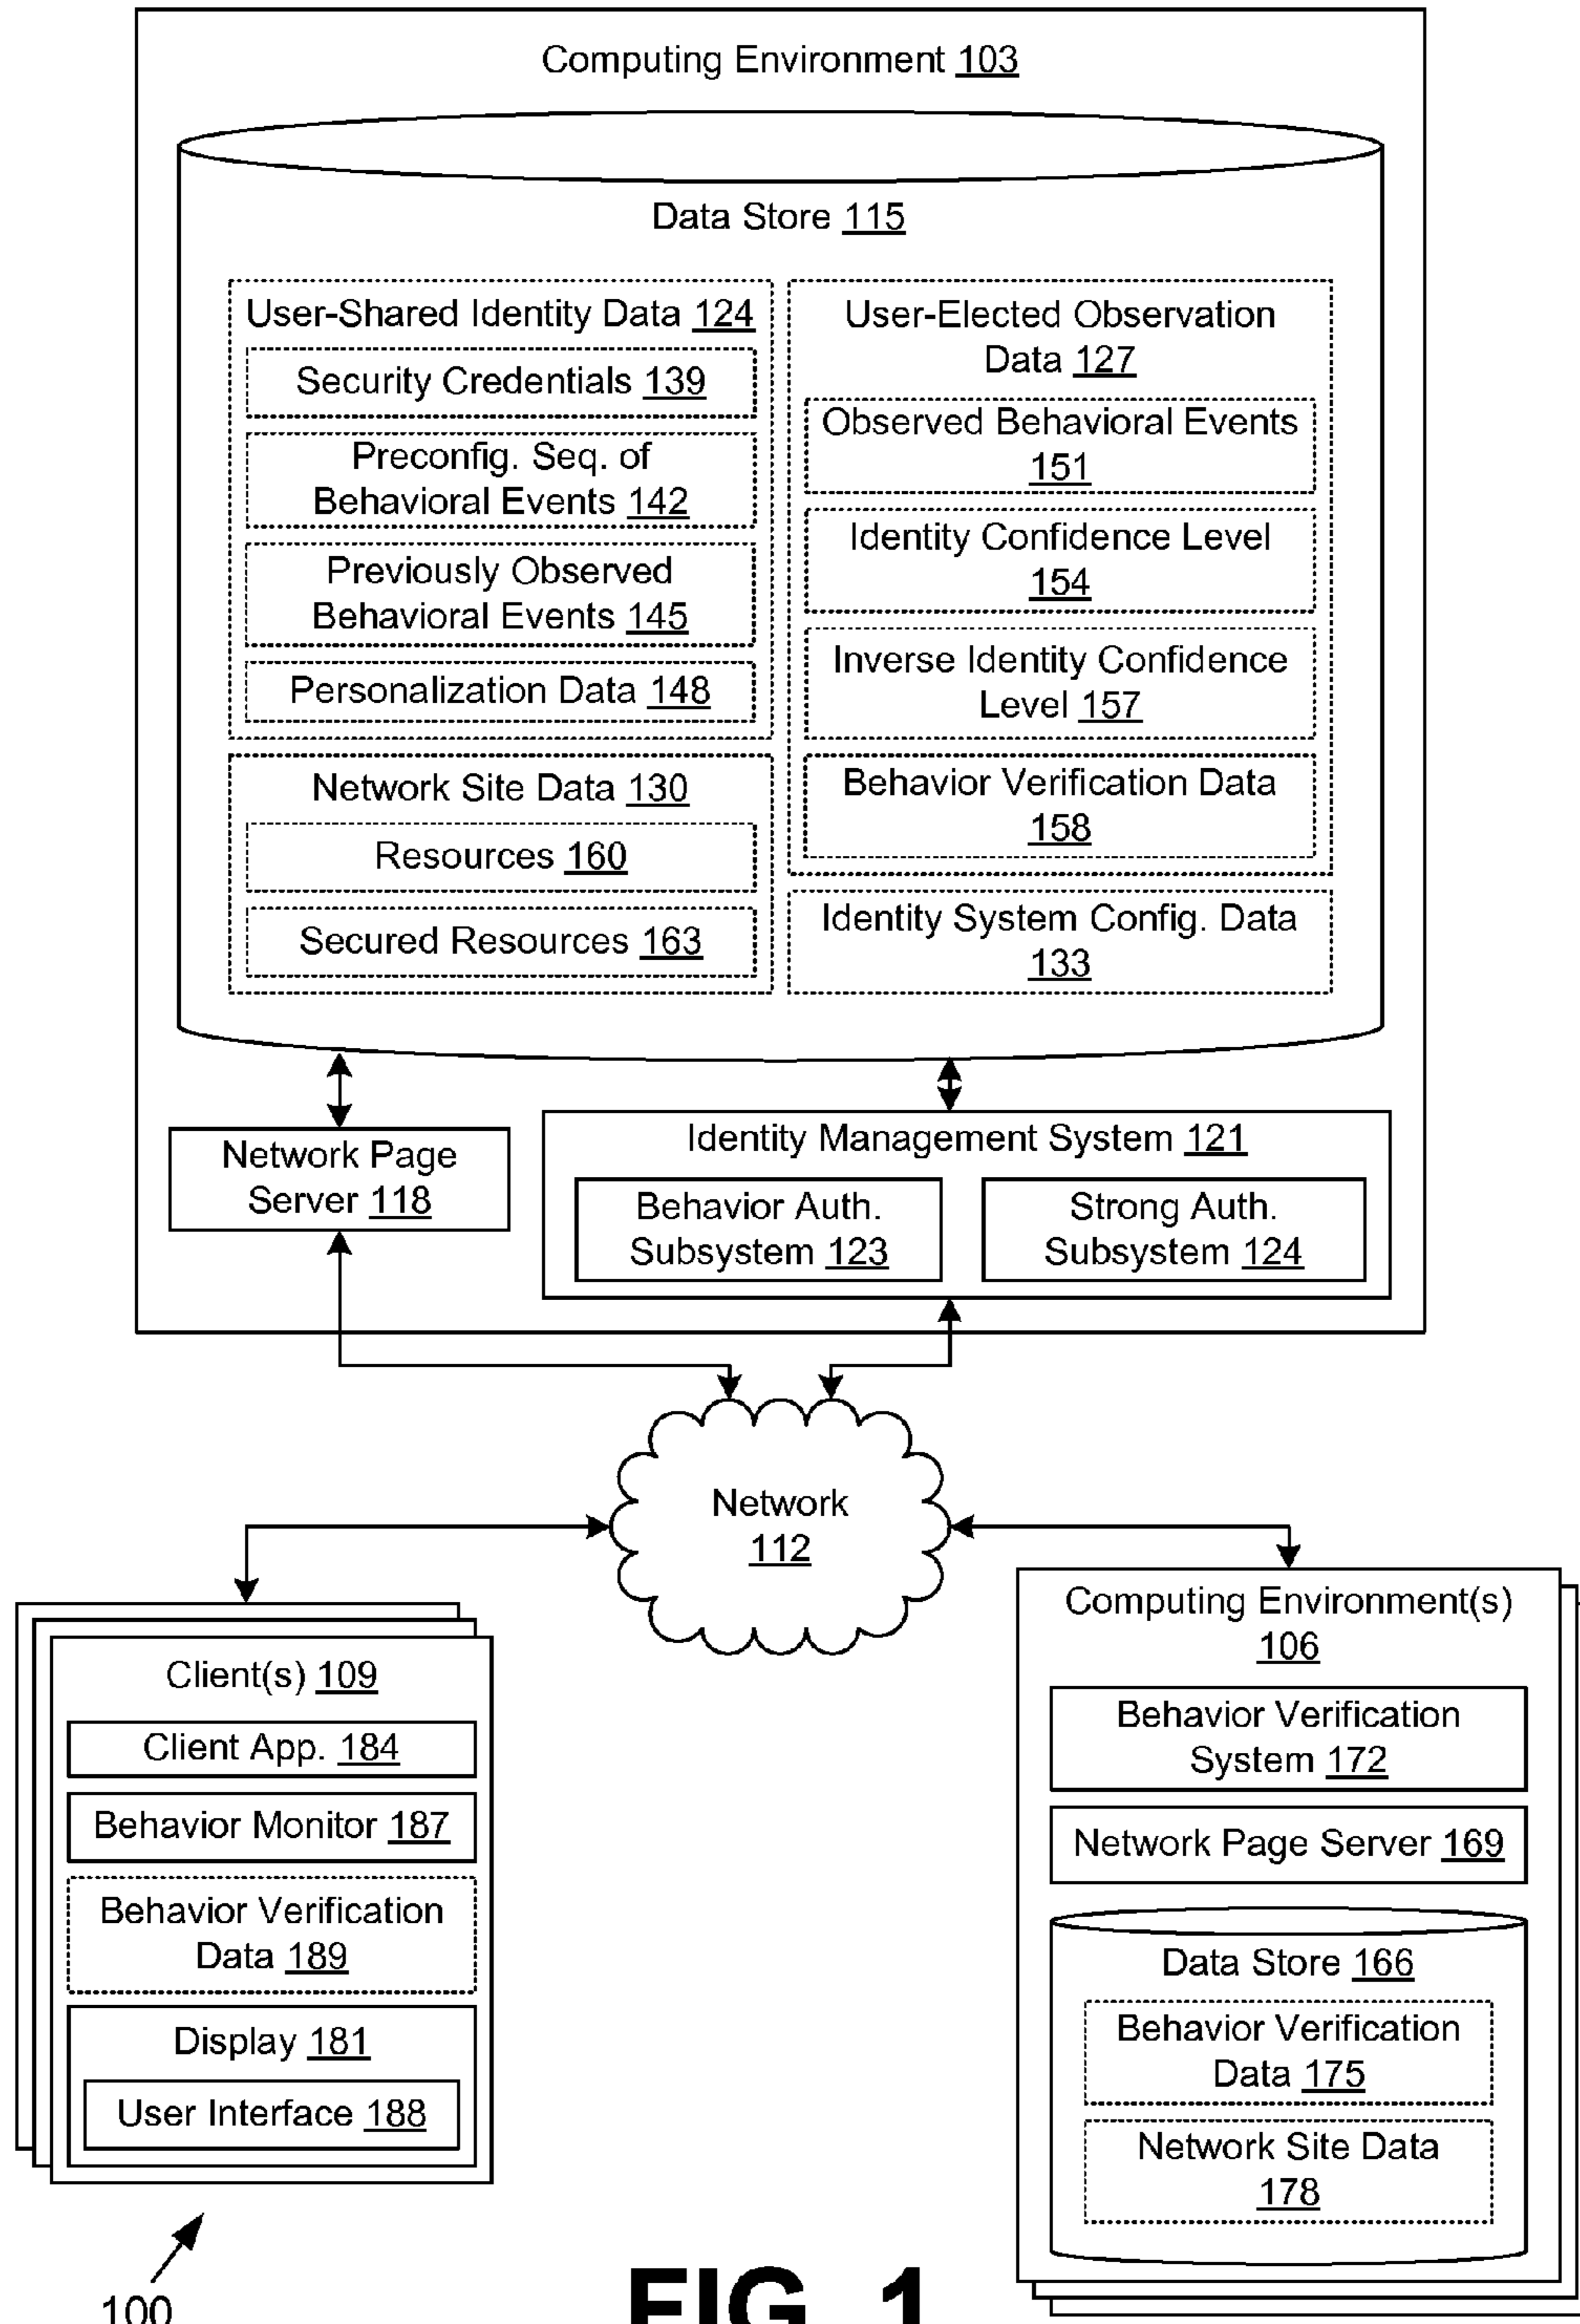 Computing Environment 103
Data Store 115
User-Shared Identity Data 124
Security Credentials 139
Preconfig. Seq. of
Behavioral Events 142
Previously Observed
Behavioral Events 145
Personalization Data 148
Network Site Data 130
Resources 160
Secured Resources 163
User-Elected Observation
Data 127
Observed Behavioral Events
151
Identity Confidence Level
154
Inverse Identity Confidence
Level 157
Behavior Verification Data
158
Identity System Config. Data
133
Network Page
Server 118
Identity Management System 121
Behavior Auth.
Subsystem 123
Strong Auth.
Subsystem 124
Network
112
Client(s) 109
Client App. 184
Behavior Monitor 187
Behavior Verification
Data 189
Display 181
User Interface 188
Computing Environment(s)
106
Behavior Verification
System 172
Network Page Server 169
Data Store 166
Behavior Verification
Data 175
Network Site Data
178
100
FIG. 1